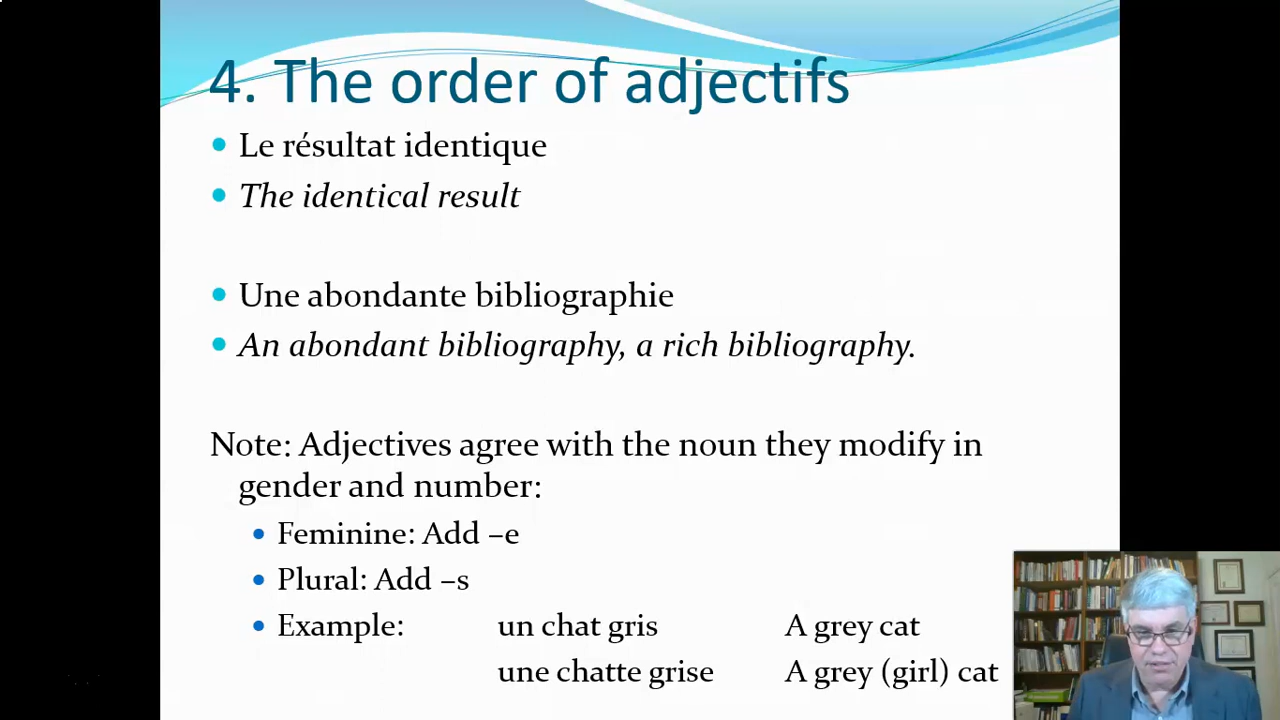 4. The order of adjectifs
Le résultat identique
The identical result
Une abondante bibliographie
An abondant bibliography, a rich bibliography.
Note: Adjectives agree with the noun they modify in
gender and number:
Feminine: Add –e
Plural: Add –s
Example: un chat gris A grey cat
une chatte grise A grey (girl) cat